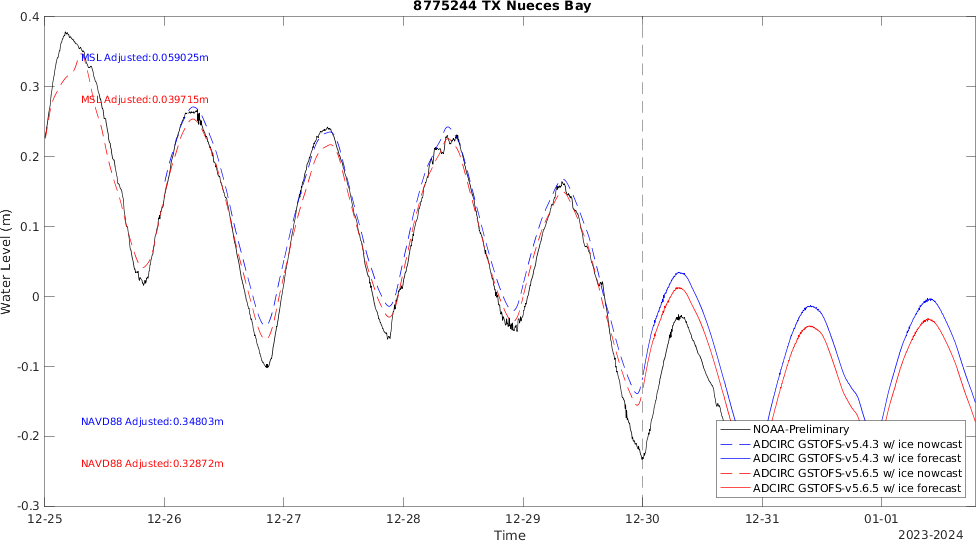 8775244 TX Nueces Bay
0.4
0.3
0.2
0.1
0
-0.1
-0.2
-0.3
Water Level (m)
MSL Adjusted:0.059025m
MSL Adjusted:0.039715m
NAVD88 Adjusted:0.34803m
NAVD88 Adjusted:0.32872m
NOAA-Preliminary
ADCIRC GSTOFS-v5.4.3 w/ ice nowcast
ADCIRC GSTOFS-v5.4.3 w/ ice forecast
ADCIRC GSTOFS-v5.6.5 w/ ice nowcast
ADCIRC GSTOFS-v5.6.5 w/ ice forecast
12-25 12-26 12-27 12-28 12-29 12-30 12-31 01-01
Time
2023-2024